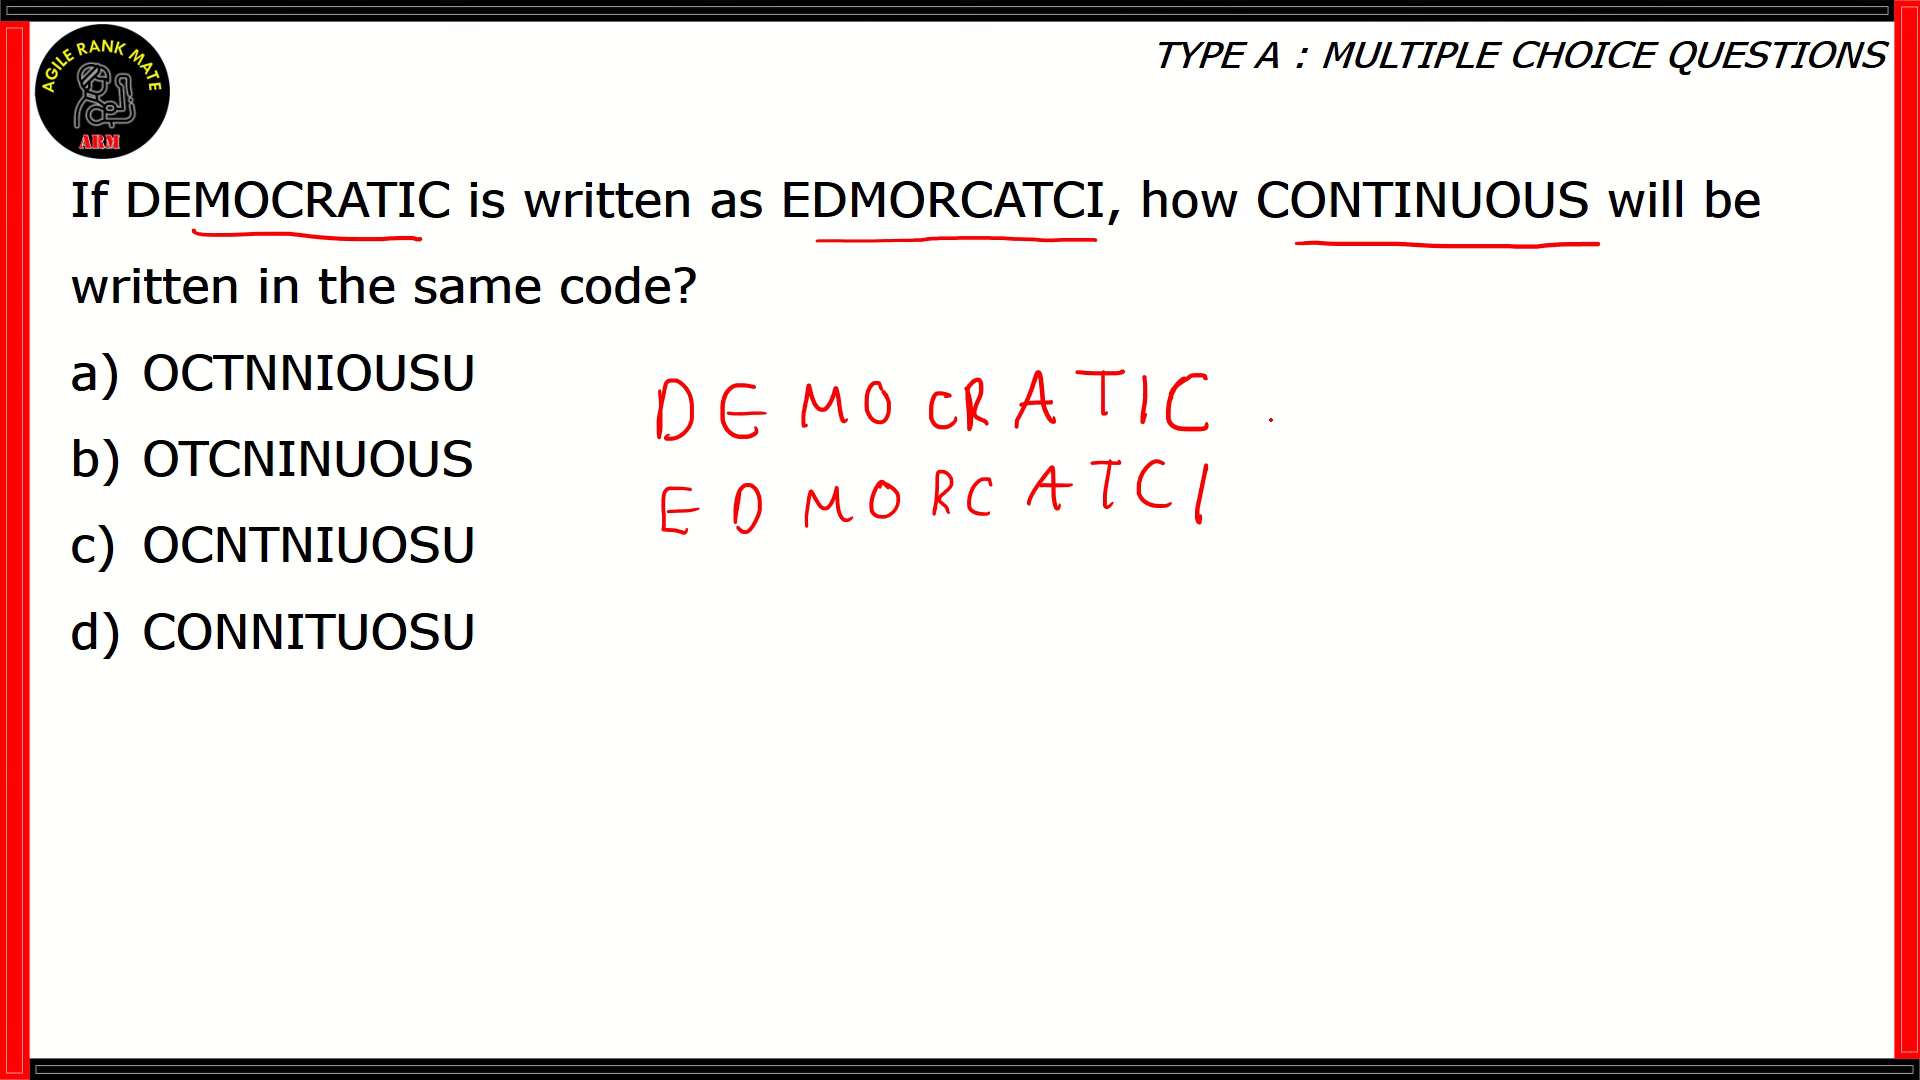 AGILE RANK MATE
ARM
TYPE A : MULTIPLE CHOICE QUESTIONS
If DEMOCRATIC is written as EDMORCATCI, how CONTINUOUS will be
written in the same code?
a) OCTNNIOUSU
b) OTCNINUOUS
c) OCNTNIUOSU
d) CONNITUOSU
DEMOCRATIC
EDMORCATCI